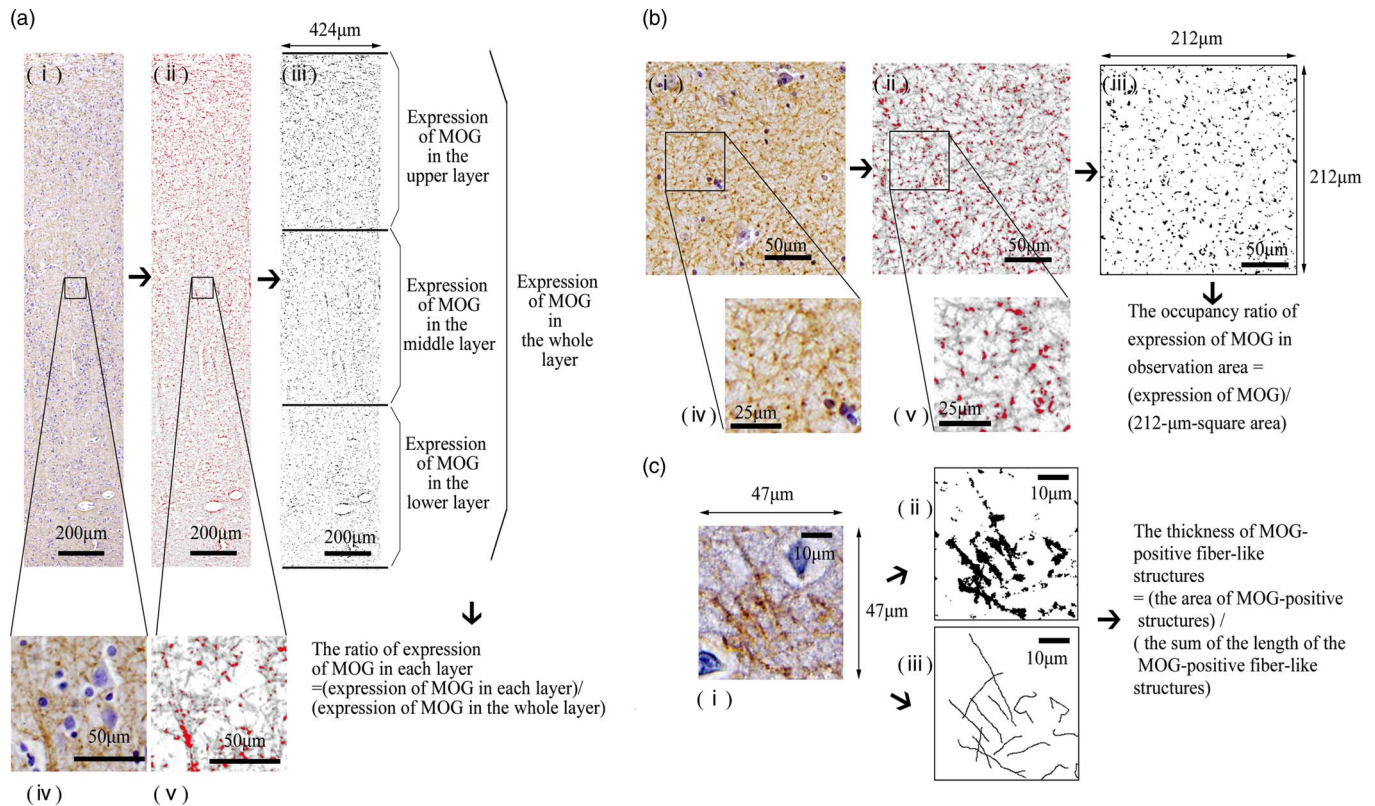 (a)
424μm
( i )
( ii )
( iii )
Expression
of MOG
in the
upper layer
Expression
of MOG
in the
middle layer
Expression
of MOG
in the
lower layer
Expression
of MOG
in
the whole
layer
200μm
200μm
200μm
50μm
50μm
( iv )
( v )
The ratio of expression
of MOG in each layer
=(expression of MOG in each layer)/
(expression of MOG in the whole layer)
(b)
212μm
( i )
( ii )
(iii)
212μm
50μm
50μm
50μm
25μm
25μm
(iv)
( v )
The occupancy ratio of
expression of MOG in
observation area =
(expression of MOG)/
(212-μm-square area)
(c)
47μm
10μm
47μm
( i )
( ii )
10μm
(iii)
10μm
The thickness of MOG-
positive fiber-like
structures
= (the area of MOG-positive
structures) /
( the sum of the length of the
MOG-positive fiber-like
structures)